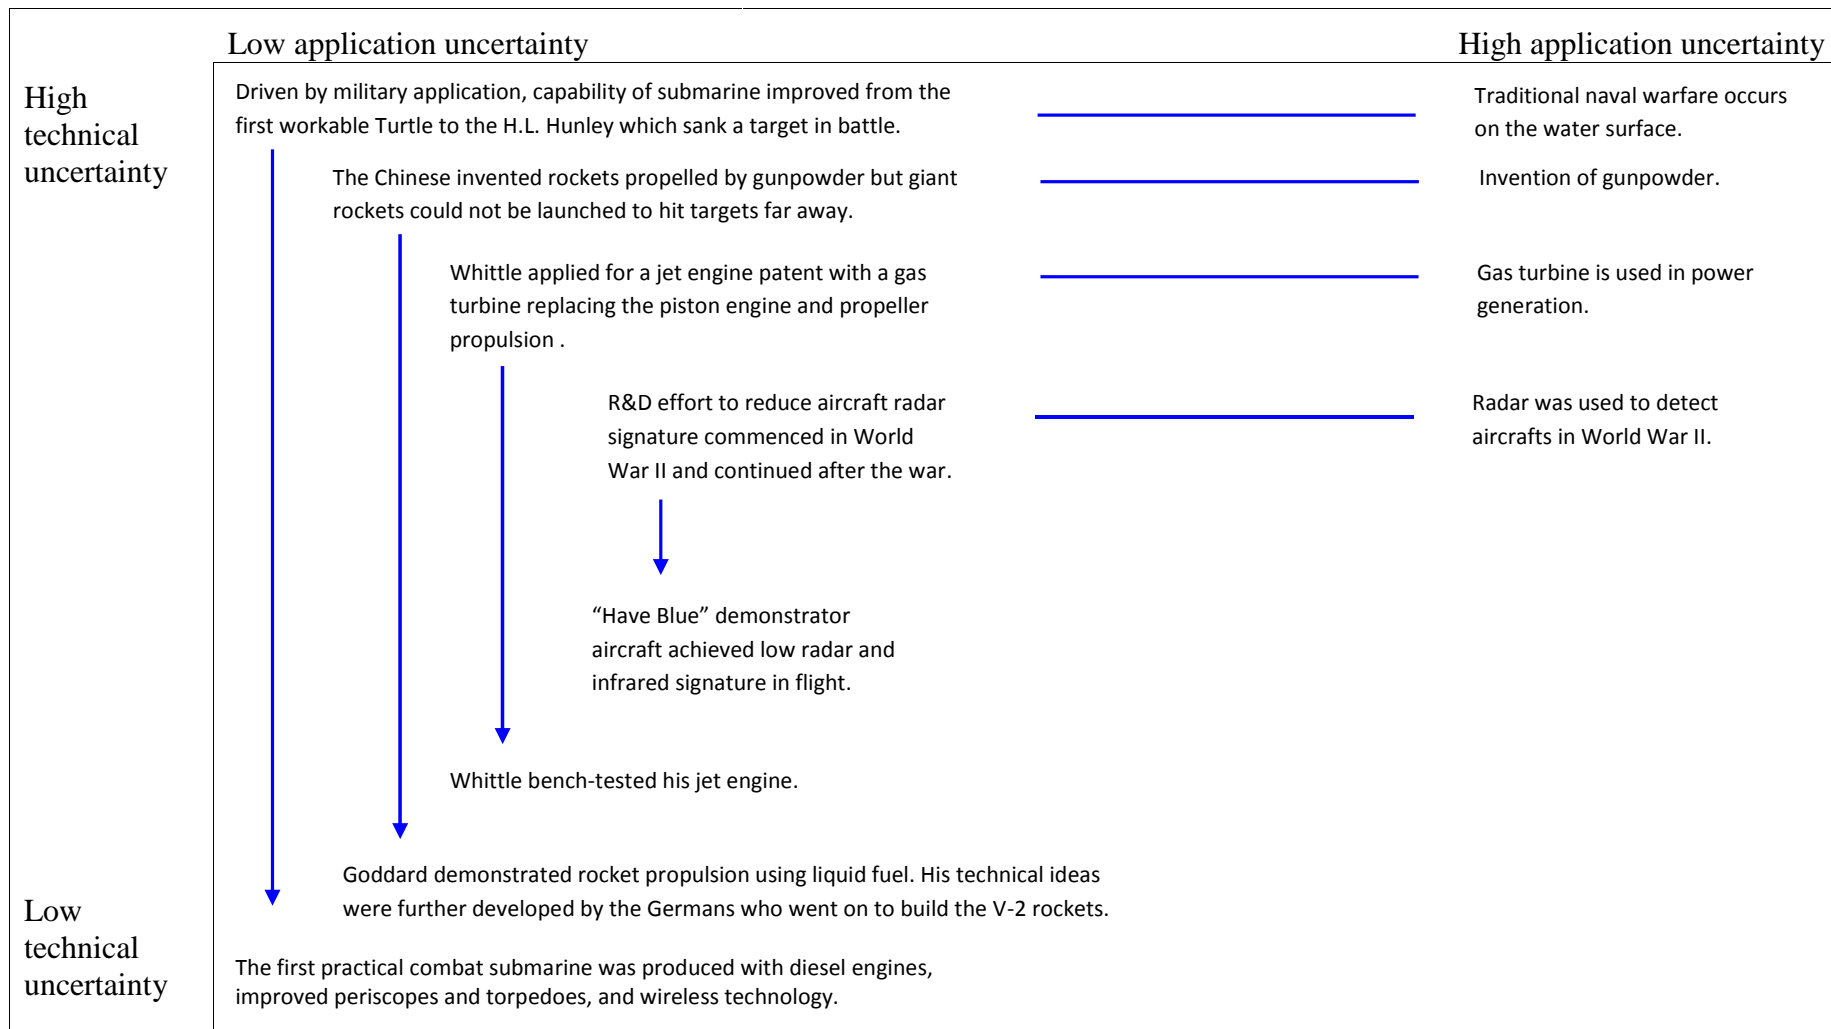 Low application uncertainty
High application uncertainty
High
technical
uncertainty
Driven by military application, capability of submarine improved from the
first workable Turtle to the H.L. Hunley which sank a target in battle.
Traditional naval warfare occurs
on the water surface.
The Chinese invented rockets propelled by gunpowder but giant
rockets could not be launched to hit targets far away.
Invention of gunpowder.
Whittle applied for a jet engine patent with a gas
turbine replacing the piston engine and propeller
propulsion .
Gas turbine is used in power
generation.
R&D effort to reduce aircraft radar
signature commenced in World
War II and continued after the war.
Radar was used to detect
aircrafts in World War II.
“Have Blue” demonstrator
aircraft achieved low radar and
infrared signature in flight.
Whittle bench-tested his jet engine.
Goddard demonstrated rocket propulsion using liquid fuel. His technical ideas
were further developed by the Germans who went on to build the V-2 rockets.
Low
technical
uncertainty
The first practical combat submarine was produced with diesel engines,
improved periscopes and torpedoes, and wireless technology.